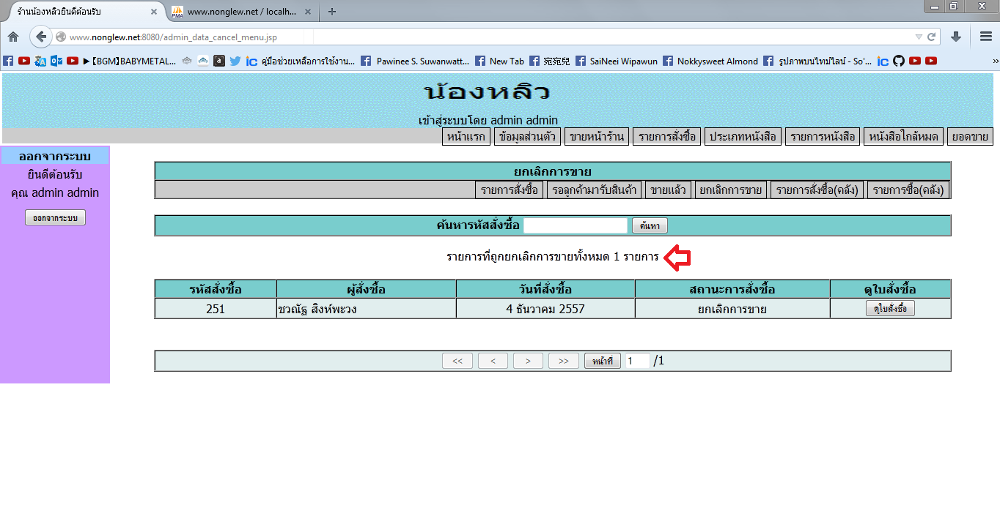 ร้านน้องหลิวยินดีต้อนรับ × www.nonglew.net / localh... × +
www.nonglew.net:8080/admin_data_cancel_menu.jsp
►【BGM】BABYMETAL... a ic คู่มือช่วยเหลือการใช้งาน... Pawinee S. Suwanwatt... New Tab 宛宛兒 SaiNeei Wipawun Nokkysweet Almond รูปภาพบนไทม์ไลน์ - So'... ic »
น้องหลิว
เข้าสู่ระบบโดย admin admin
หน้าแรก ข้อมูลส่วนตัว ขายหน้าร้าน รายการสั่งซื้อ ประเภทหนังสือ รายการหนังสือ หนังสือใกล้หมด ยอดขาย
ออกจากระบบ
ยินดีต้อนรับ
คุณ admin admin
ออกจากระบบ
ยกเลิกการขาย
รายการสั่งซื้อ รอลูกค้ามารับสินค้า ขายแล้ว ยกเลิกการขาย รายการสั่งซื้อ(คลัง) รายการซื้อ(คลัง)
ค้นหารหัสสั่งซื้อ ค้นหา
รายการที่ถูกยกเลิกการขายทั้งหมด 1 รายการ
รหัสสั่งซื้อ ผู้สั่งซื้อ วันที่สั่งซื้อ สถานะการสั่งซื้อ ดูใบสั่งซื้อ
251 ชวณัฐ สิงห์พะวง 4 ธันวาคม 2557 ยกเลิกการขาย ดูใบสั่งซื้อ
<< < > >> หน้าที่ 1 /1